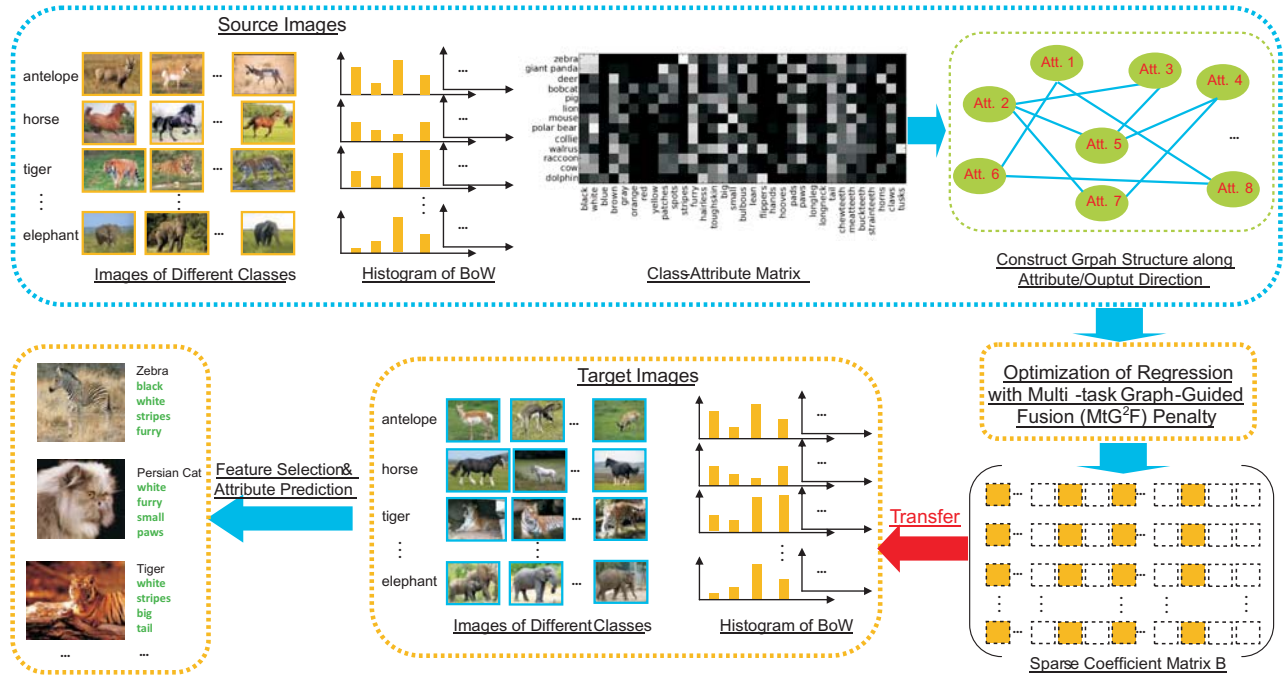 Source Images
antelope
...
...
horse
...
...
tiger
...
...
elephant
...
...
Images of Different Classes
Histogram of BoW
zebra
giant panda
deer
bobcat
pig
lion
mouse
polar bear
collie
walrus
raccoon
cow
dolphin
black
white
blue
brown
gray
orange
red
yellow
patches
spots
stripes
furry
hairless
toughskin
big
small
bulbous
lean
flippers
hands
hooves
pads
paws
longleg
longneck
tail
chewteeth
meatteeth
buckteeth
strainteeth
horns
claws
tusks
Class-Attribute Matrix
Att. 1
Att. 3
Att. 4
Att. 2
Att. 5
...
Att. 6
Att. 7
Att. 8
Construct Grpah Structure along
Attribute/Ouptut Direction
Optimization of Regression
with Multi -task Graph-Guided
Fusion (MtG²F) Penalty
...
...
...
...
...
...
...
...
Sparse Coefficient Matrix B
Transfer
Target Images
antelope
...
...
horse
...
...
tiger
...
...
elephant
...
...
Images of Different Classes
Histogram of BoW
Feature Selection&
Attribute Prediction
Zebra
black
white
stripes
furry
Persian Cat
white
furry
small
paws
Tiger
white
stripes
big
tail
... ...